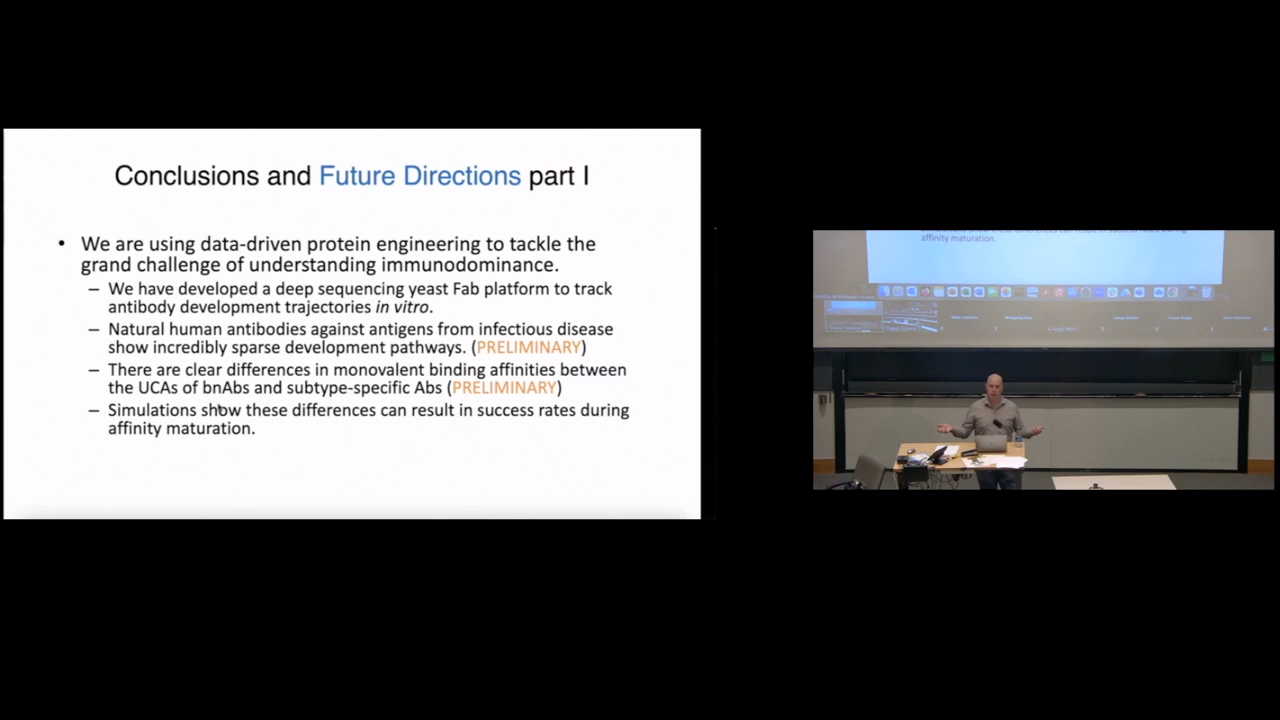 Conclusions and Future Directions part I
• We are using data-driven protein engineering to tackle the
grand challenge of understanding immunodominance.
– We have developed a deep sequencing yeast Fab platform to track
antibody development trajectories in vitro.
– Natural human antibodies against antigens from infectious disease
show incredibly sparse development pathways. (PRELIMINARY)
– There are clear differences in monovalent binding affinities between
the UCAs of bnAbs and subtype-specific Abs (PRELIMINARY)
– Simulations show these differences can result in success rates during
affinity maturation.
affinity maturation.